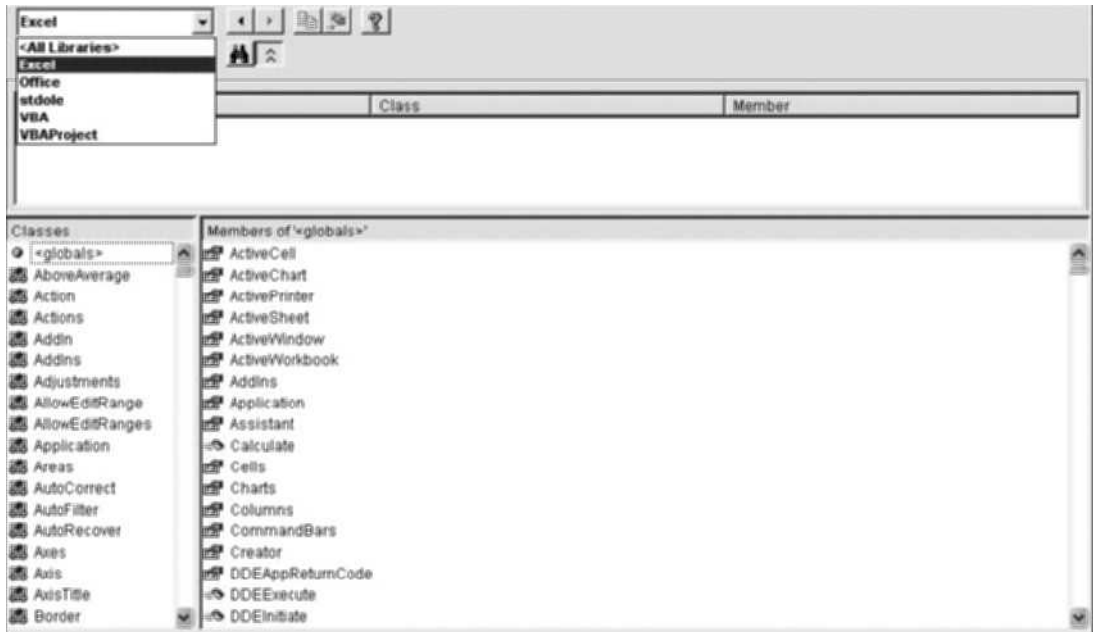 Excel
<All Libraries>
Excel
Office
stdole
VBA
VBAProject
Class
Member
Classes
<globals>
AboveAverage
Action
Actions
AddIn
AddIns
Adjustments
AllowEditRange
AllowEditRanges
Application
Areas
AutoCorrect
AutoFilter
AutoRecover
Axes
Axis
AxisTitle
Border
Members of '<globals>'
ActiveCell
ActiveChart
ActivePrinter
ActiveSheet
ActiveWindow
ActiveWorkbook
AddIns
Application
Assistant
Calculate
Cells
Charts
Columns
CommandBars
Creator
DDEAppReturnCode
DDEExecute
DDEInitiate